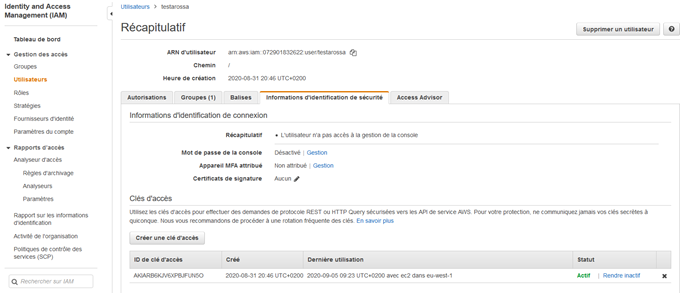 Identity and Access
Management (IAM)
Tableau de bord
Gestion des accès
Groupes
Utilisateurs
Rôles
Stratégies
Fournisseurs d'identité
Paramètres du compte
Rapports d'accès
Analyseur d'accès
Règles d'archivage
Analyseurs
Paramètres
Rapport sur les informations
d'identification
Activité de l'organisation
Politiques de contrôle des
services (SCP)
Rechercher sur IAM
Utilisateurs > testarossa
Récapitulatif
Supprimer un utilisateur
ARN d'utilisateur arn:aws:iam::072901832622:user/testarossa
Chemin /
Heure de création 2020-08-31 20:46 UTC+0200
Autorisations Groupes (1) Balises Informations d'identification de sécurité Access Advisor
Informations d'identification de connexion
Récapitulatif • L'utilisateur n'a pas accès à la gestion de la console
Mot de passe de la console Désactivé | Gestion
Appareil MFA attribué Non attribué | Gestion
Certificats de signature Aucun
Clés d'accès
Utilisez les clés d'accès pour effectuer des demandes de protocole REST ou HTTP Query sécurisées vers les API de service AWS. Pour votre protection, ne communiquez jamais vos clés secrètes à
quiconque. Nous vous recommandons de procéder à une rotation fréquente des clés. En savoir plus
Créer une clé d'accès
ID de clé d'accès Créé Dernière utilisation Statut
AKIARB6KJV6XPBJFUN5O 2020-08-31 20:46 UTC+0200 2020-09-05 09:23 UTC+0200 avec ec2 dans eu-west-1 Actif | Rendre inactif